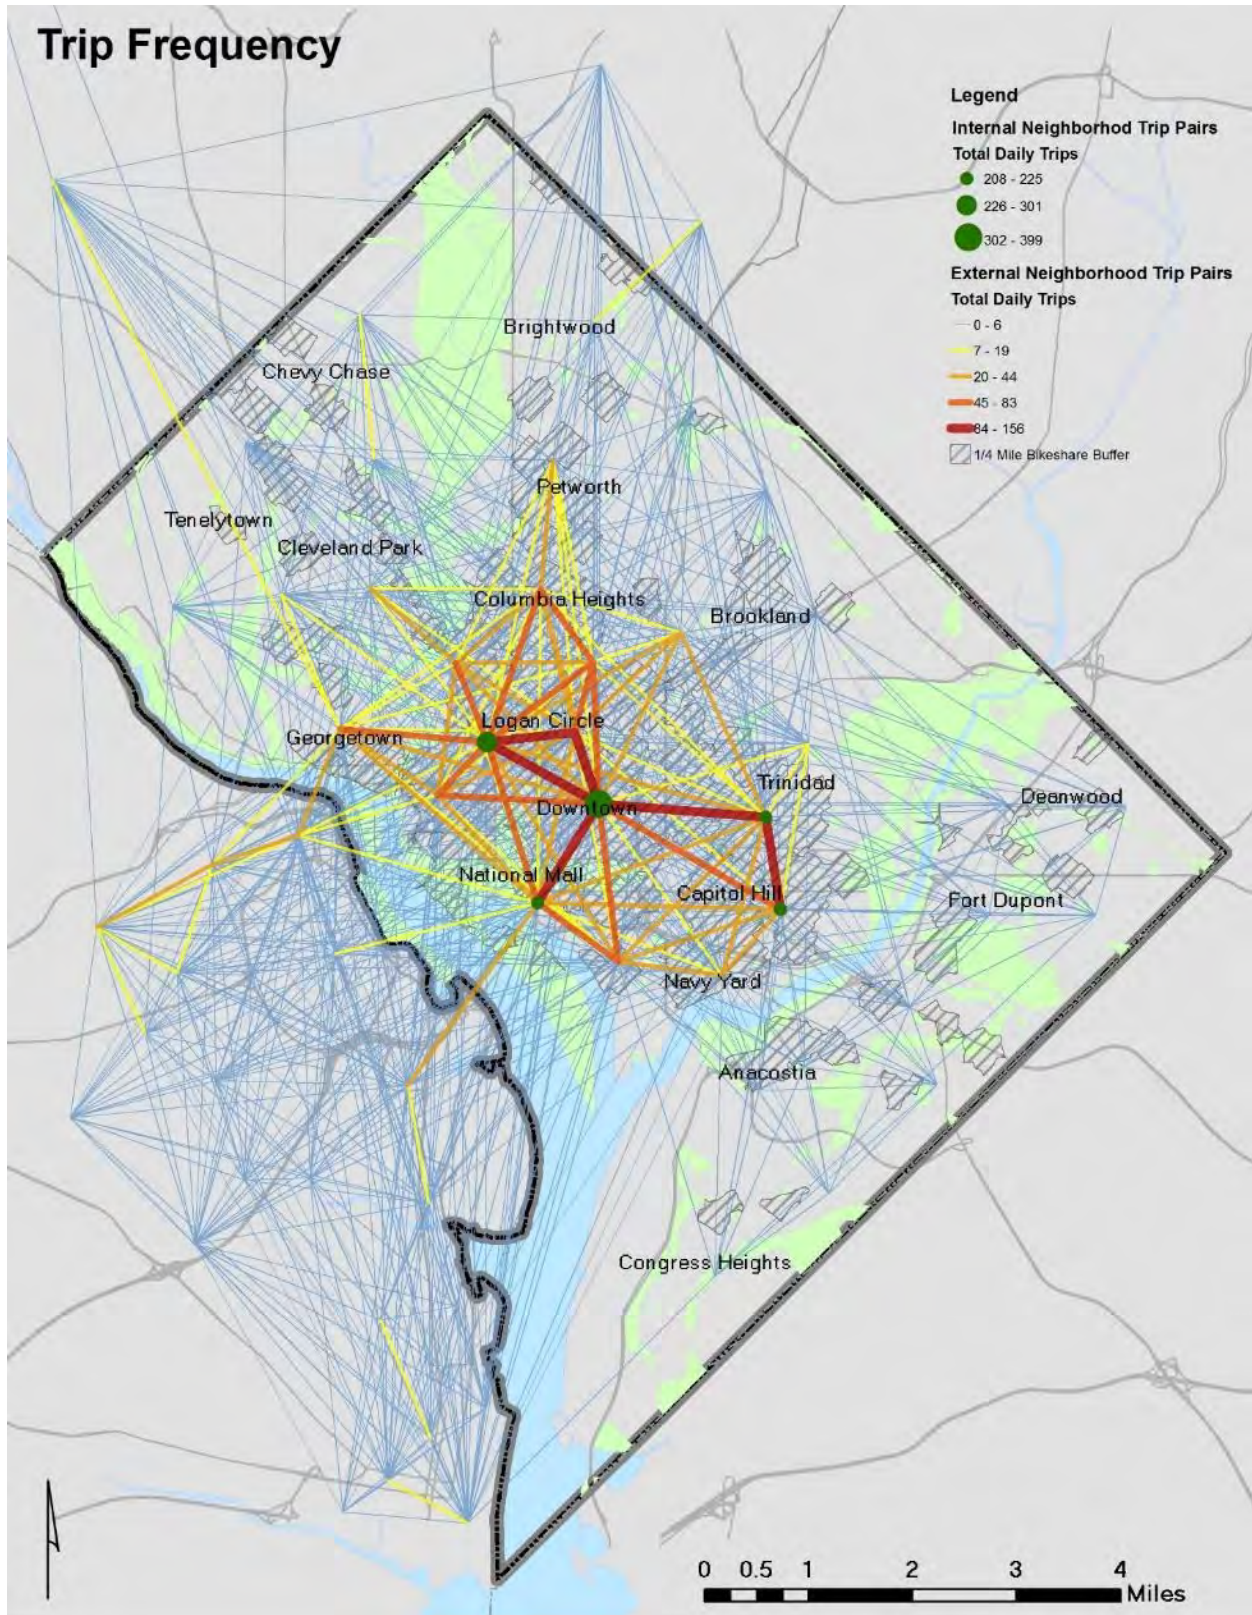 Trip Frequency
Legend
Internal Neighborhod Trip Pairs
Total Daily Trips
208 - 225
226 - 301
302 - 399
External Neighborhood Trip Pairs
Total Daily Trips
0 - 6
7 - 19
20 - 44
45 - 83
84 - 156
1/4 Mile Bikeshare Buffer
Brightwood
Chevy Chase
Petworth
Tenelytown
Cleveland Park
Columbia Heights
Brookland
Logan Circle
Georgetown
Trinidad
Deanwood
Downtown
National Mall
Capitol Hill
Fort Dupont
Navy Yard
Anacostia
Congress Heights
0 0.5 1 2 3 4
Miles